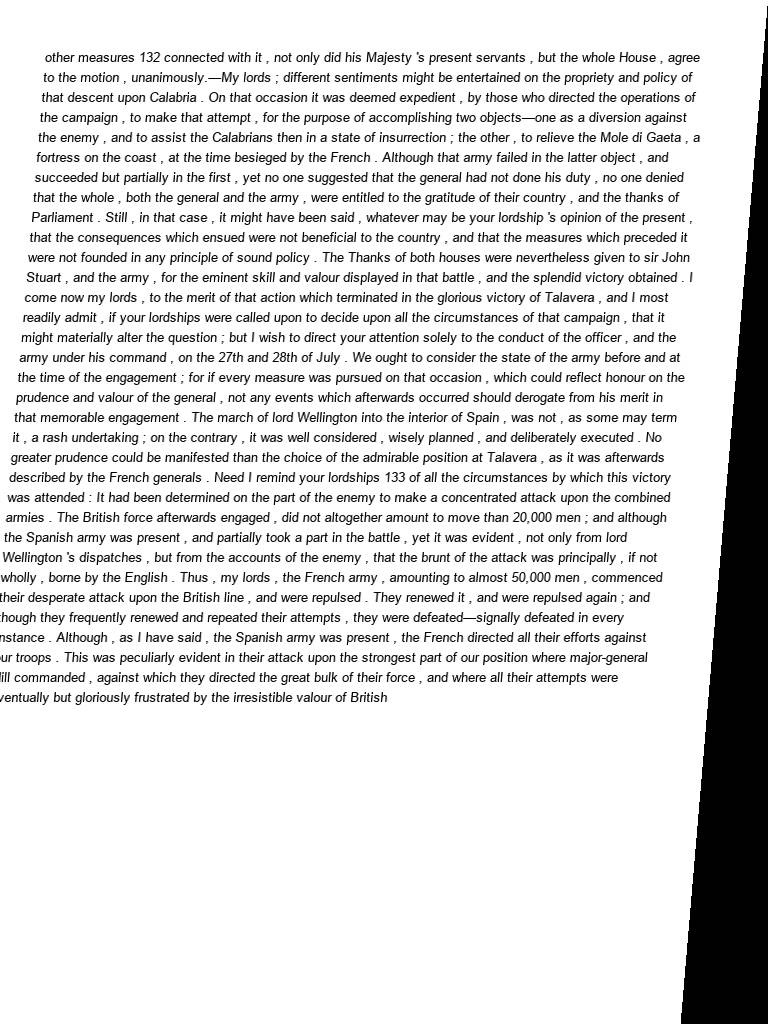 other measures 132 connected with it , not only did his Majesty 's present servants , but the whole House , agree
to the motion , unanimously.—My lords ; different sentiments might be entertained on the propriety and policy of
that descent upon Calabria . On that occasion it was deemed expedient , by those who directed the operations of
the campaign , to make that attempt , for the purpose of accomplishing two objects—one as a diversion against
the enemy , and to assist the Calabrians then in a state of insurrection ; the other , to relieve the Mole di Gaeta , a
fortress on the coast , at the time besieged by the French . Although that army failed in the latter object , and
succeeded but partially in the first , yet no one suggested that the general had not done his duty , no one denied
that the whole , both the general and the army , were entitled to the gratitude of their country , and the thanks of
Parliament . Still , in that case , it might have been said , whatever may be your lordship 's opinion of the present ,
that the consequences which ensued were not beneficial to the country , and that the measures which preceded it
were not founded in any principle of sound policy . The Thanks of both houses were nevertheless given to sir John
Stuart , and the army , for the eminent skill and valour displayed in that battle , and the splendid victory obtained . I
come now my lords , to the merit of that action which terminated in the glorious victory of Talavera , and I most
readily admit , if your lordships were called upon to decide upon all the circumstances of that campaign , that it
might materially alter the question ; but I wish to direct your attention solely to the conduct of the officer , and the
army under his command , on the 27th and 28th of July . We ought to consider the state of the army before and at
the time of the engagement ; for if every measure was pursued on that occasion , which could reflect honour on the
prudence and valour of the general , not any events which afterwards occurred should derogate from his merit in
that memorable engagement . The march of lord Wellington into the interior of Spain , was not , as some may term
it , a rash undertaking ; on the contrary , it was well considered , wisely planned , and deliberately executed . No
greater prudence could be manifested than the choice of the admirable position at Talavera , as it was afterwards
described by the French generals . Need I remind your lordships 133 of all the circumstances by which this victory
was attended : It had been determined on the part of the enemy to make a concentrated attack upon the combined
armies . The British force afterwards engaged , did not altogether amount to move than 20,000 men ; and although
the Spanish army was present , and partially took a part in the battle , yet it was evident , not only from lord
Wellington 's dispatches , but from the accounts of the enemy , that the brunt of the attack was principally , if not
wholly , borne by the English . Thus , my lords , the French army , amounting to almost 50,000 men , commenced
their desperate attack upon the British line , and were repulsed . They renewed it , and were repulsed again ; and
though they frequently renewed and repeated their attempts , they were defeated—signally defeated in every
nstance . Although , as I have said , the Spanish army was present , the French directed all their efforts against
ur troops . This was peculiarly evident in their attack upon the strongest part of our position where major-general
ill commanded , against which they directed the great bulk of their force , and where all their attempts were
ventually but gloriously frustrated by the irresistible valour of British